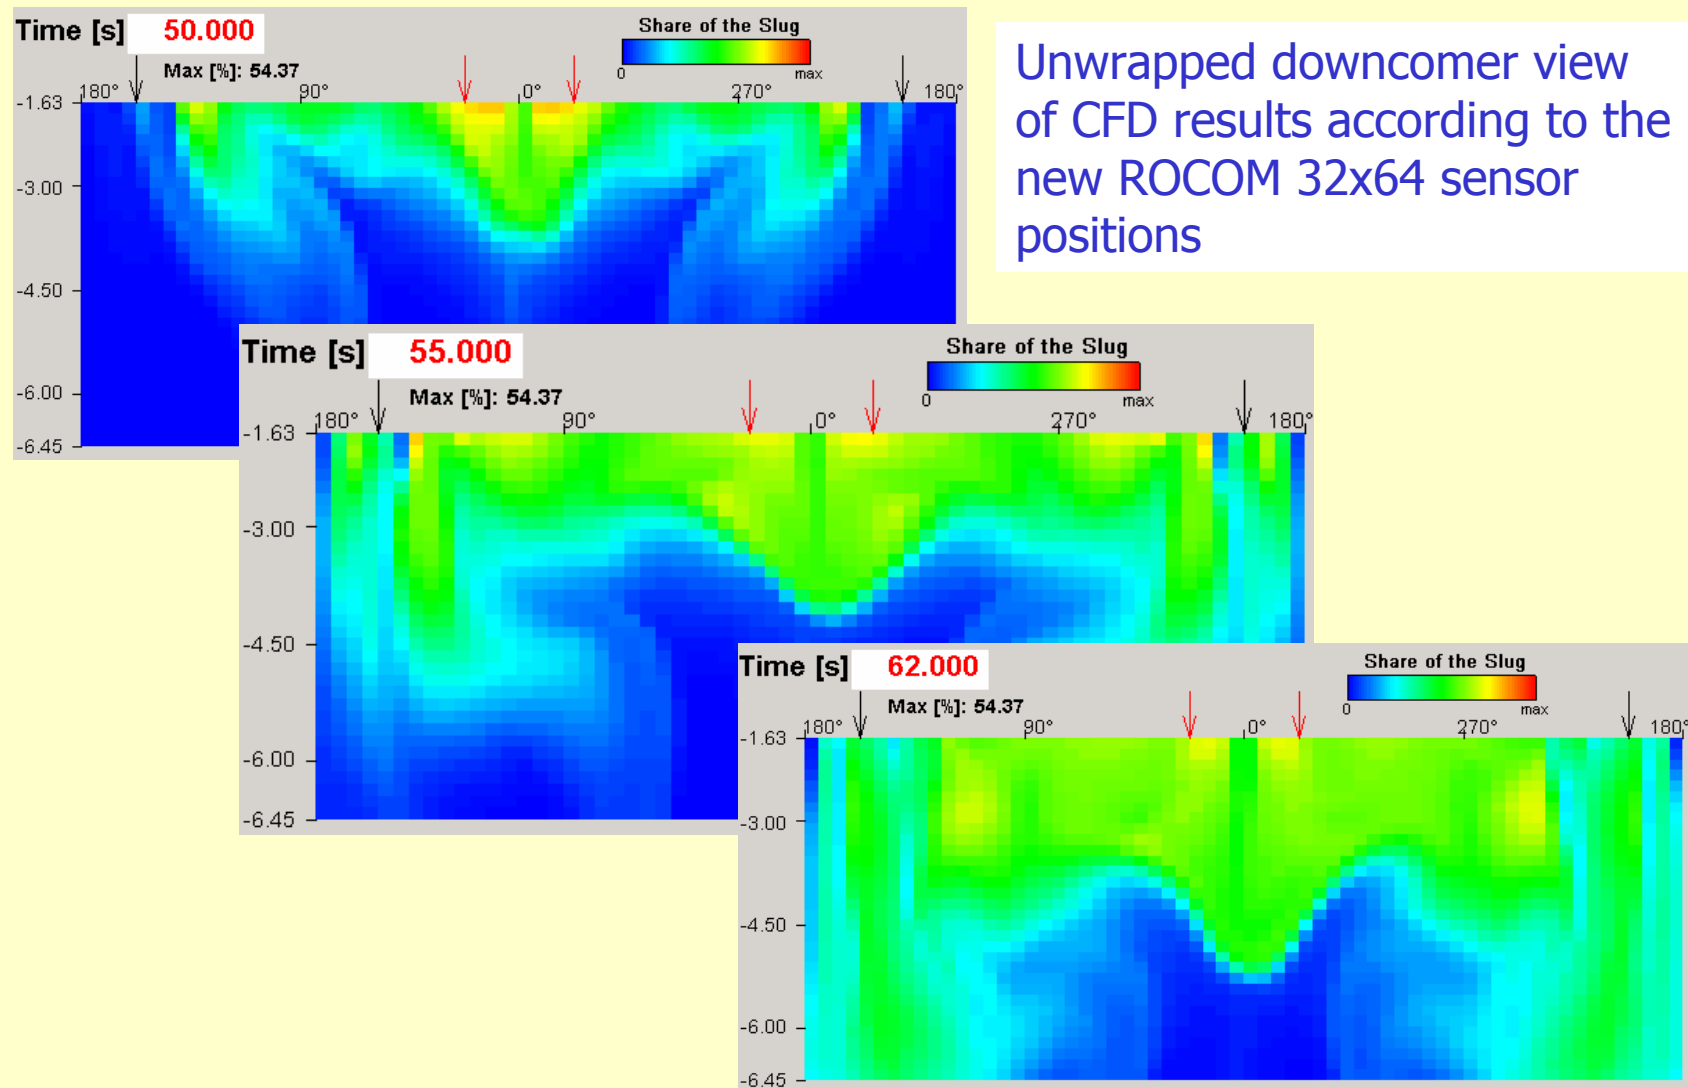 Time [s] 50.000 Share of the Slug
0 max
Max [%]: 54.37
180° 90° 0° 270° 180°
-1.63
-3.00
-4.50
-6.00
-6.45
Unwrapped downcomer view
of CFD results according to the
new ROCOM 32x64 sensor
positions
Time [s] 55.000 Share of the Slug
0 max
Max [%]: 54.37
180° 90° 0° 270° 180°
-1.63
-3.00
-4.50
-6.00
-6.45
Time [s] 62.000 Share of the Slug
0 max
Max [%]: 54.37
180° 90° 0° 270° 180°
-1.63
-3.00
-4.50
-6.00
-6.45